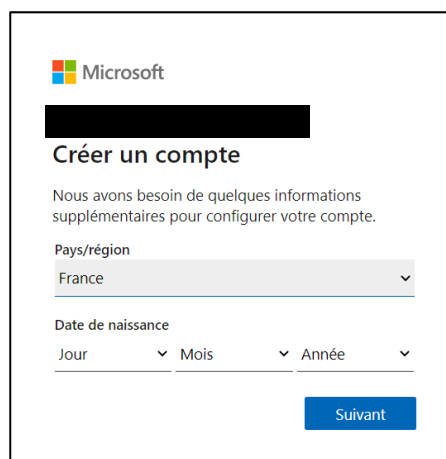 Microsoft
Créer un compte
Nous avons besoin de quelques informations
supplémentaires pour configurer votre compte.
Pays/région
France
Date de naissance
Jour Mois Année
Suivant